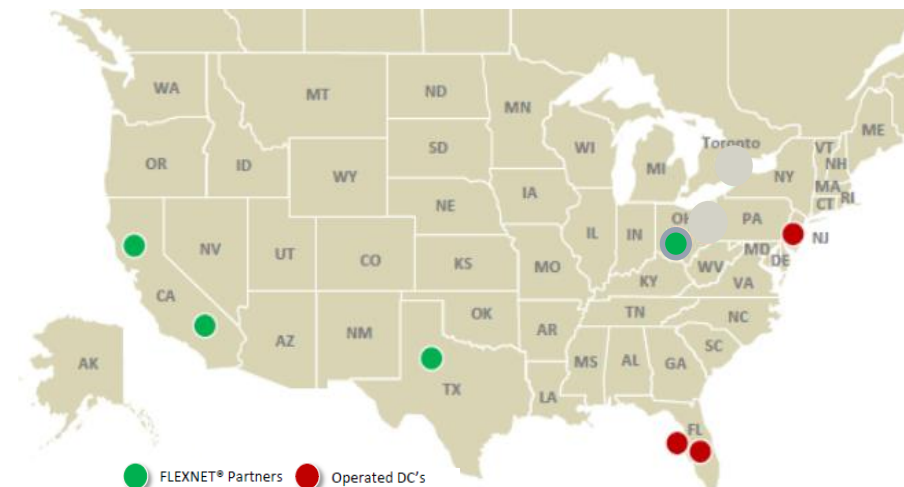 WA
MT
ND
MN
ME
OR
ID
SD
WI
MI
Toronto
VT
NH
WY
NY
MA
CT
RI
NE
IA
OH
PA
NV
UT
CO
KS
MO
IL
IN
WV
MD
DE
NJ
CA
KY
VA
AZ
NM
OK
AR
TN
NC
AK
TX
LA
MS
AL
GA
SC
FL
FLEXNET® Partners
Operated DC's